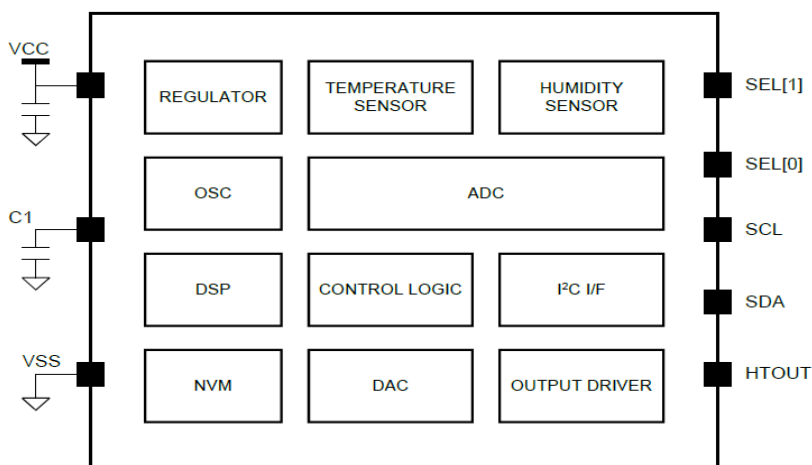 VCC
C1
VSS
REGULATOR
TEMPERATURE
SENSOR
HUMIDITY
SENSOR
OSC
ADC
DSP
CONTROL LOGIC
I²C I/F
NVM
DAC
OUTPUT DRIVER
SEL[1]
SEL[0]
SCL
SDA
HTOUT